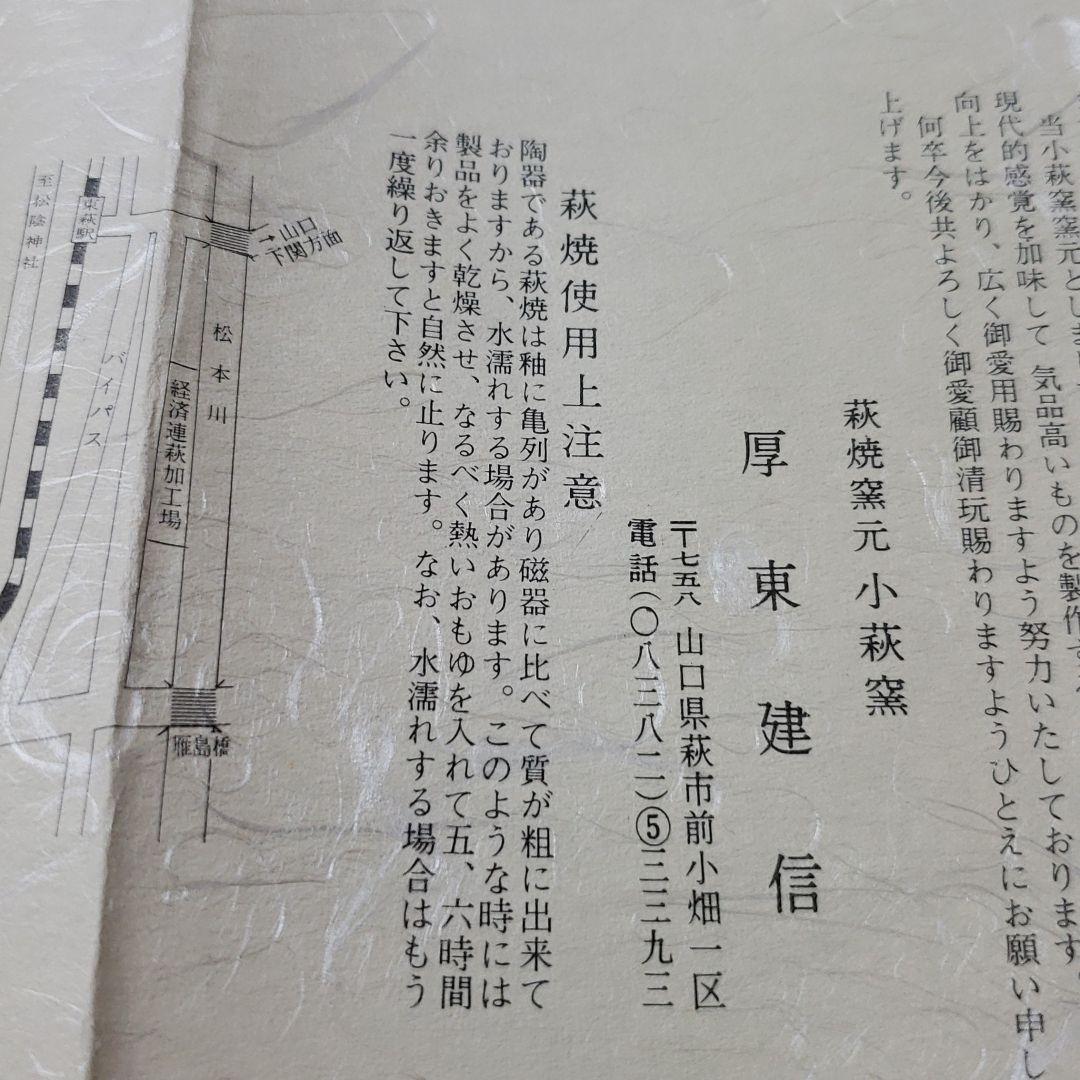 当小萩窯窯元としまし
現代的感覚を加味して 気品高いものを製作す
向上をはかり、広く御愛用賜わりますよう努力いたしております。
何卒今後共よろしく御愛顧御清玩賜わりますようひとえにお願い申し
上げます。
萩焼窯元 小萩窯
厚東建信
〒七五八 山口県萩市前小畑一区
電話(〇八三八二)⑤三三九三
萩焼使用上注意
陶器である萩焼は釉に亀列があり磁器に比べて質が粗に出来て
おりますから、水濡れする場合があります。このような時には
製品をよく乾燥させ、なるべく熱いおもゆを入れて五、六時間
余りおきますと自然に止ります。なお、水濡れする場合はもう
一度繰り返して下さい。
→山口
下関方面
松本川
経済連萩加工場
雁島橋
バイパス
東萩駅
至松陰神社